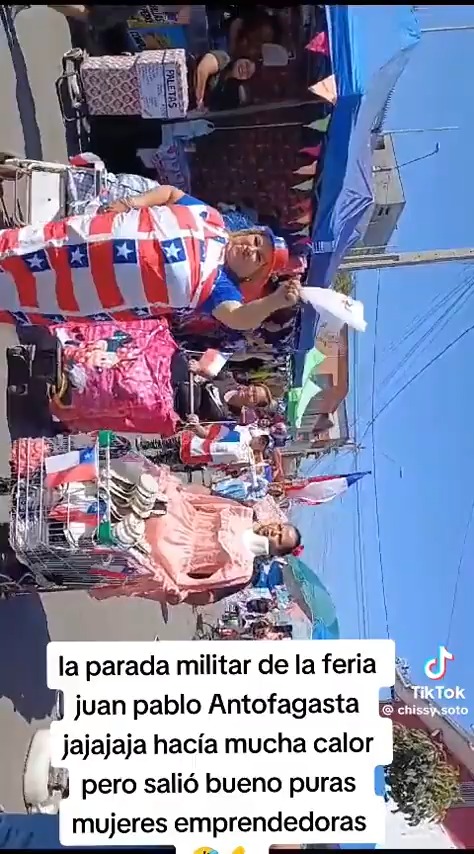 PALETAS
la parada militar de la feria
juan pablo Antofagasta
jajajaja hacía mucha calor
pero salió bueno puras
mujeres emprendedoras
TikTok
@ chissy.soto